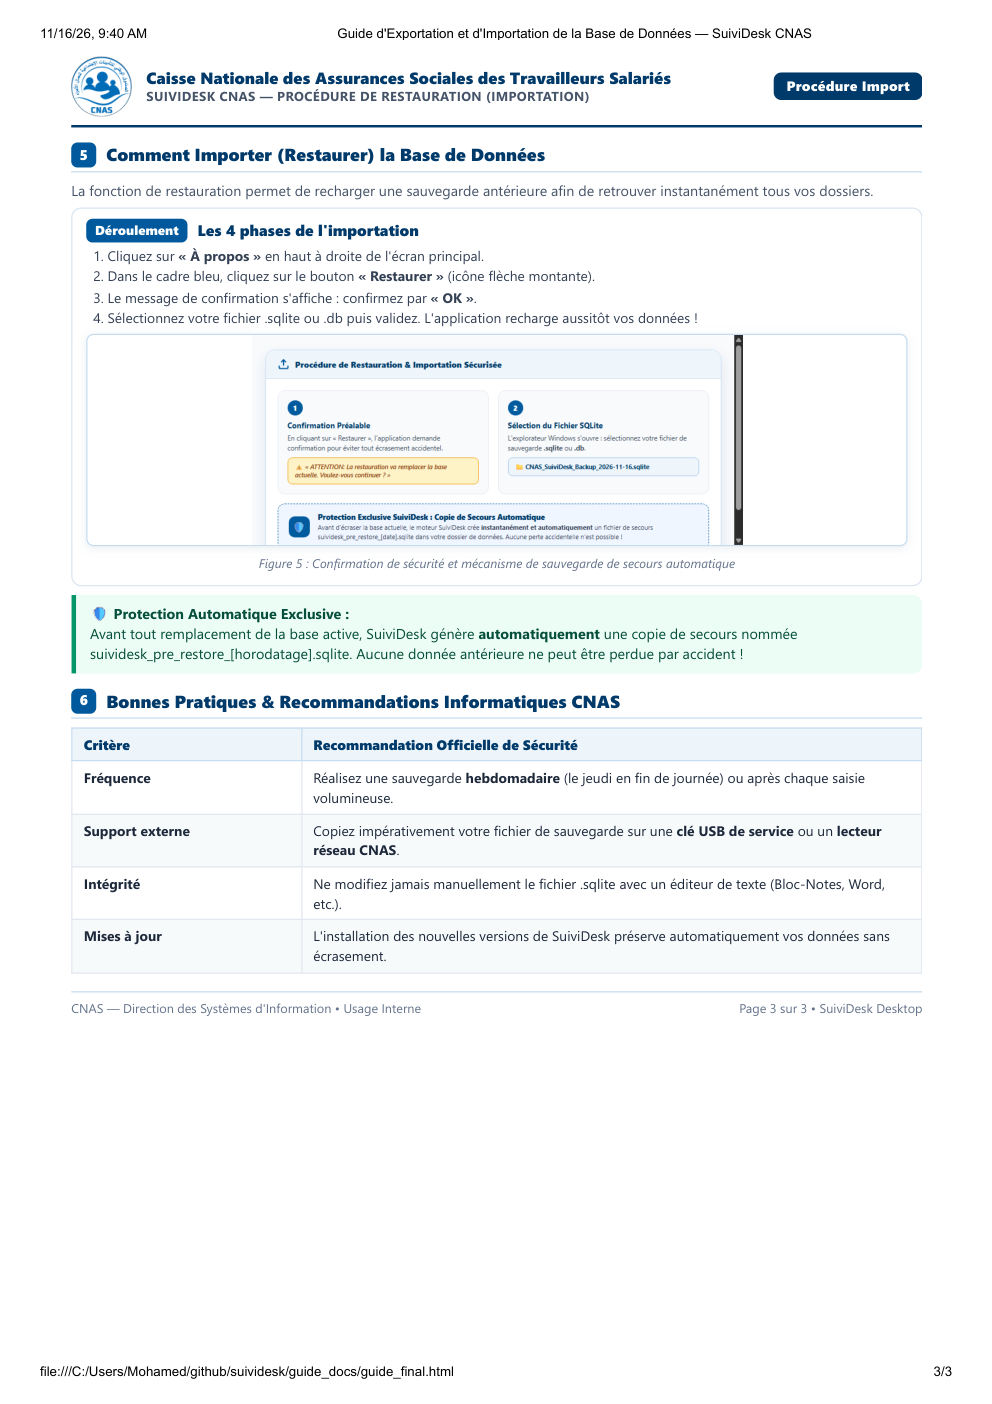 11/16/26, 9:40 AM
Guide d'Exportation et d'Importation de la Base de Données — SuiviDesk CNAS
CNAS
Caisse Nationale des Assurances Sociales des Travailleurs Salariés
SUIVIDESK CNAS — PROCÉDURE DE RESTAURATION (IMPORTATION)
Procédure Import
5 Comment Importer (Restaurer) la Base de Données
La fonction de restauration permet de recharger une sauvegarde antérieure afin de retrouver instantanément tous vos dossiers.
Déroulement Les 4 phases de l'importation
1. Cliquez sur « À propos » en haut à droite de l'écran principal.
2. Dans le cadre bleu, cliquez sur le bouton « Restaurer » (icône flèche montante).
3. Le message de confirmation s'affiche : confirmez par « OK ».
4. Sélectionnez votre fichier .sqlite ou .db puis validez. L'application recharge aussitôt vos données !
Procédure de Restauration & Importation Sécurisée
1
Confirmation Préalable
En cliquant sur « Restaurer », l'application demande
confirmation pour éviter tout écrasement accidentel.
« ATTENTION: La restauration va remplacer la base
actuelle. Voulez-vous continuer ? »
2
Sélection du Fichier SQLite
L'explorateur Windows s'ouvre : sélectionnez votre fichier de
sauvegarde .sqlite ou .db.
CNAS_SuiviDesk_Backup_2026-11-16.sqlite
Protection Exclusive SuiviDesk : Copie de Secours Automatique
Avant d'écraser la base actuelle, le moteur SuiviDesk crée instantanément et automatiquement un fichier de secours
suividesk_pre_restore_[date].sqlite dans votre dossier de données. Aucune perte accidentelle n'est possible !
Figure 5 : Confirmation de sécurité et mécanisme de sauvegarde de secours automatique
Protection Automatique Exclusive :
Avant tout remplacement de la base active, SuiviDesk génère automatiquement une copie de secours nommée
suividesk_pre_restore_[horodatage].sqlite. Aucune donnée antérieure ne peut être perdue par accident !
6 Bonnes Pratiques & Recommandations Informatiques CNAS
Critère Recommandation Officielle de Sécurité
Fréquence Réalisez une sauvegarde hebdomadaire (le jeudi en fin de journée) ou après chaque saisie
volumineuse.
Support externe Copiez impérativement votre fichier de sauvegarde sur une clé USB de service ou un lecteur
réseau CNAS.
Intégrité Ne modifiez jamais manuellement le fichier .sqlite avec un éditeur de texte (Bloc-Notes, Word,
etc.).
Mises à jour L'installation des nouvelles versions de SuiviDesk préserve automatiquement vos données sans
écrasement.
CNAS — Direction des Systèmes d'Information • Usage Interne
Page 3 sur 3 • SuiviDesk Desktop
file:///C:/Users/Mohamed/github/suividesk/guide_docs/guide_final.html
3/3